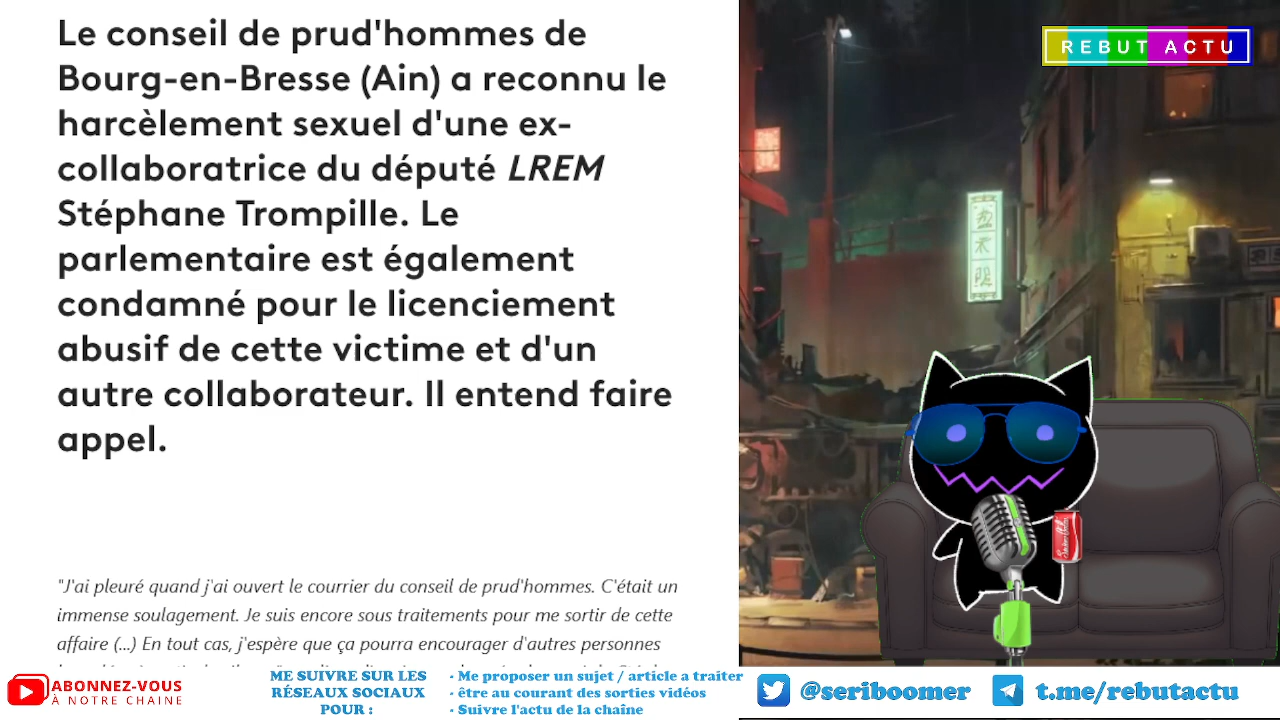 Le conseil de prud'hommes de
Bourg-en-Bresse (Ain) a reconnu le
harcèlement sexuel d'une ex-
collaboratrice du député LREM
Stéphane Trompille. Le
parlementaire est également
condamné pour le licenciement
abusif de cette victime et d'un
autre collaborateur. Il entend faire
appel.
"J'ai pleuré quand j'ai ouvert le courrier du conseil de prud'hommes. C'était un
immense soulagement. Je suis encore sous traitements pour me sortir de cette
affaire (...) En tout cas, j'espère que ça pourra encourager d'autres personnes
REBUT ACTU
ABONNEZ-VOUS
À NOTRE CHAINE
ME SUIVRE SUR LES
RÉSEAUX SOCIAUX
POUR :
- Me proposer un sujet / article a traiter
- être au courant des sorties vidéos
- Suivre l'actu de la chaîne
@seriboomer
t.me/rebutactu